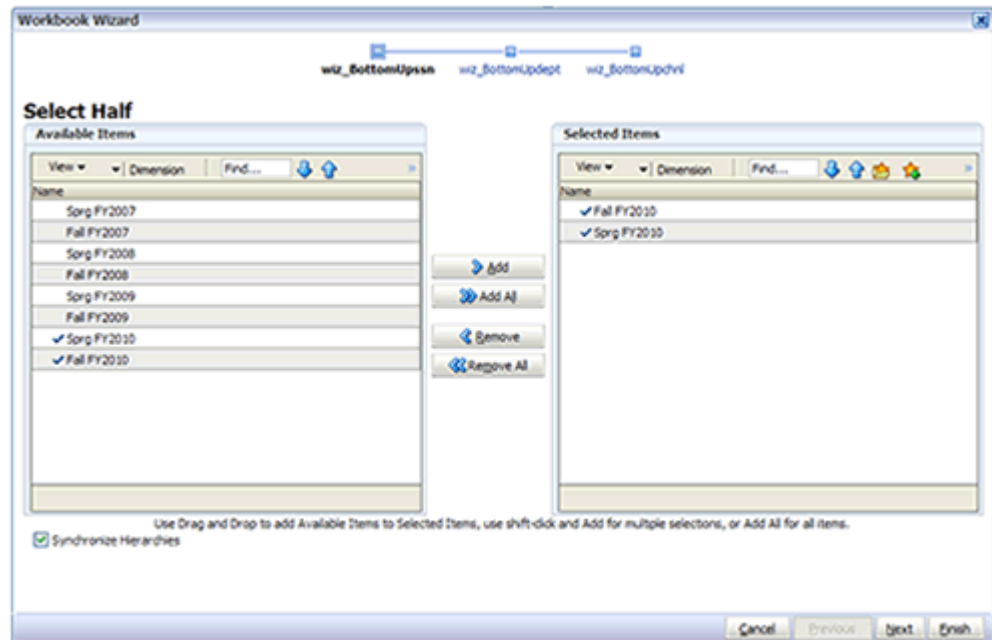 Workbook Wizard
wiz_BottomUpssn wiz_BottomUpdept wiz_BottomUpchnl
Select Half
Available Items
View Dimension Find...
Name
Sprg FY2007
Fall FY2007
Sprg FY2008
Fall FY2008
Sprg FY2009
Fall FY2009
Sprg FY2010
Fall FY2010
Add
Add All
Remove
Remove All
Selected Items
View Dimension Find...
Name
Fall FY2010
Sprg FY2010
Use Drag and Drop to add Available Items to Selected Items, use shift-click and Add for multiple selections, or Add All for all items.
Synchronize Hierarchies
Cancel Previous Next Finish